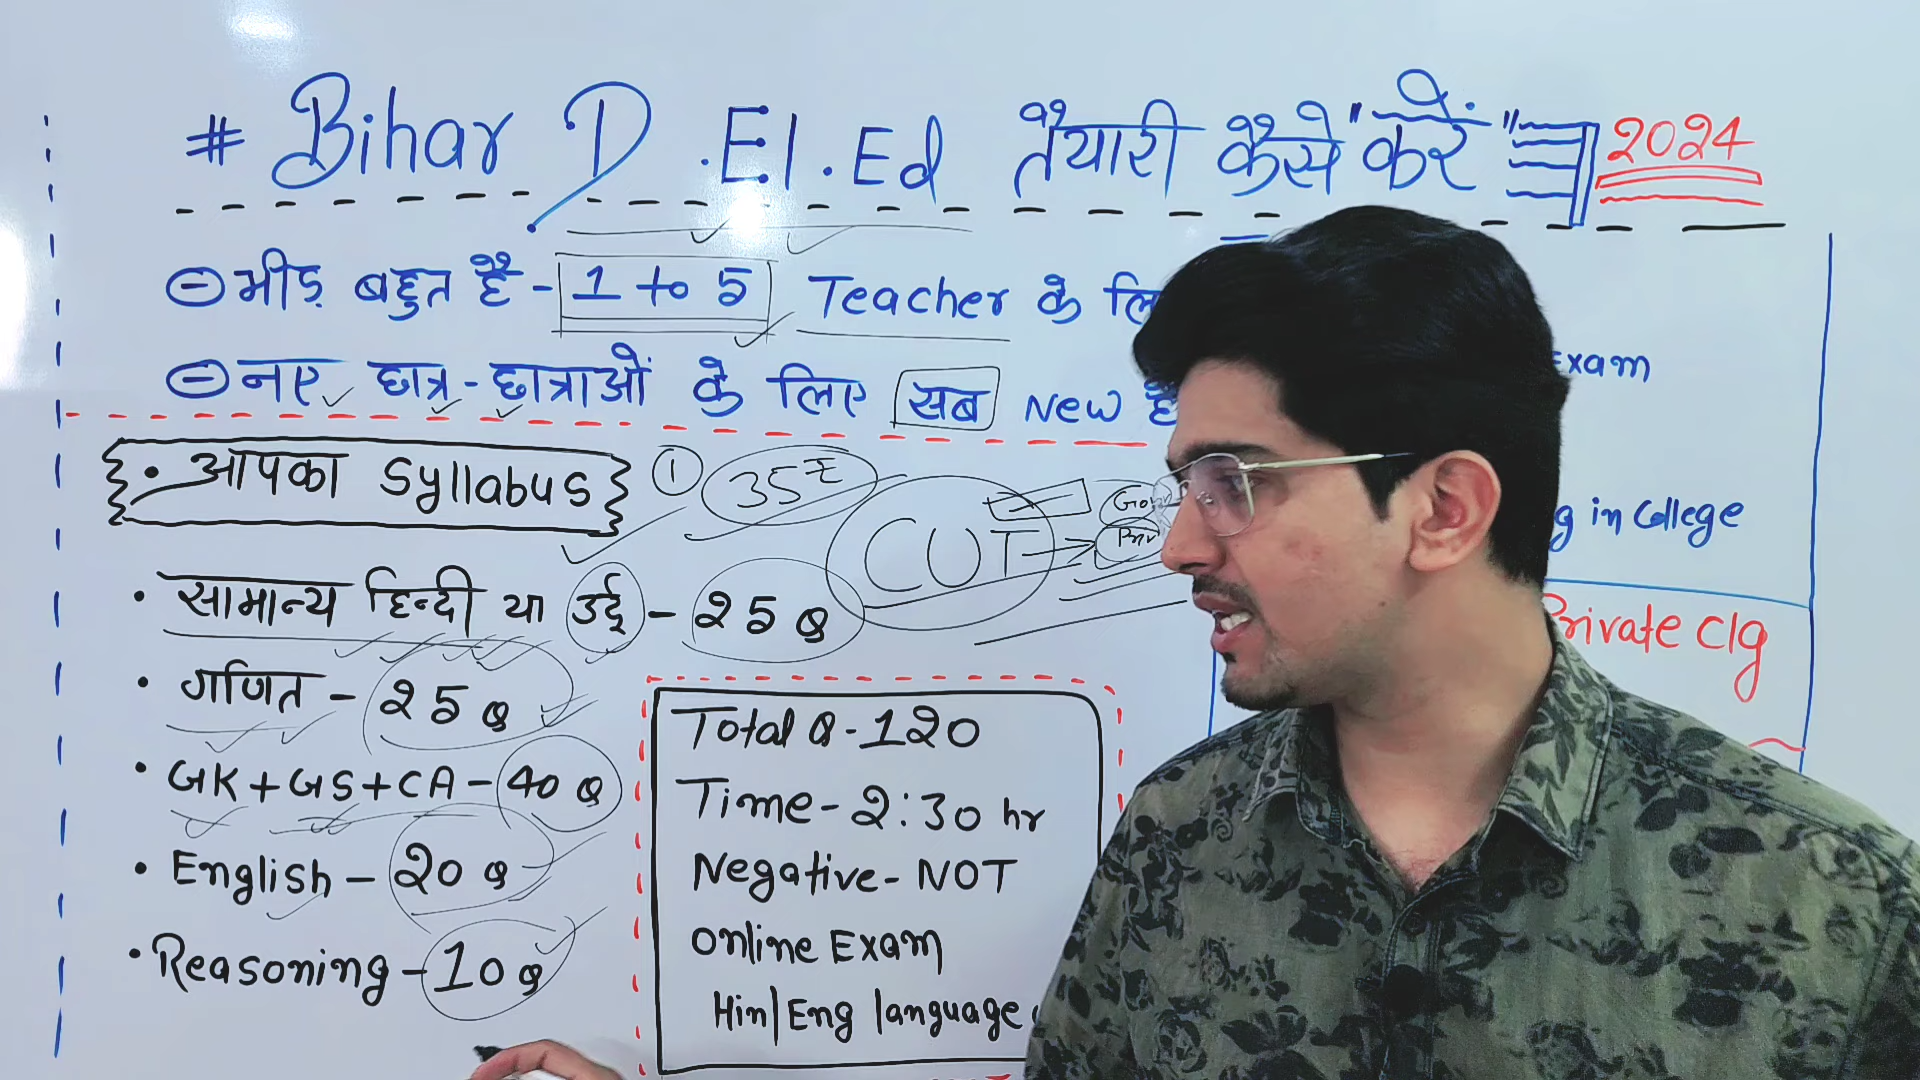 # Bihar D.El.Ed तैयारी कैसे "करें" 2024
भीड़ बहुत है - 1 to 5 Teacher के लि
नए छात्र-छात्राओं के लिए सब New है
Exam
• आपका Syllabus
① 35
CUT
g in College
• सामान्य हिन्दी या उर्दू - 25 Q
• गणित - 25 Q
• GK + GS + CA - 40 Q
• English - 20 Q
• Reasoning - 10 Q
Total Q - 120
Time - 2:30 hr
Negative - NOT
Online Exam
Hin|Eng language
Private Clg